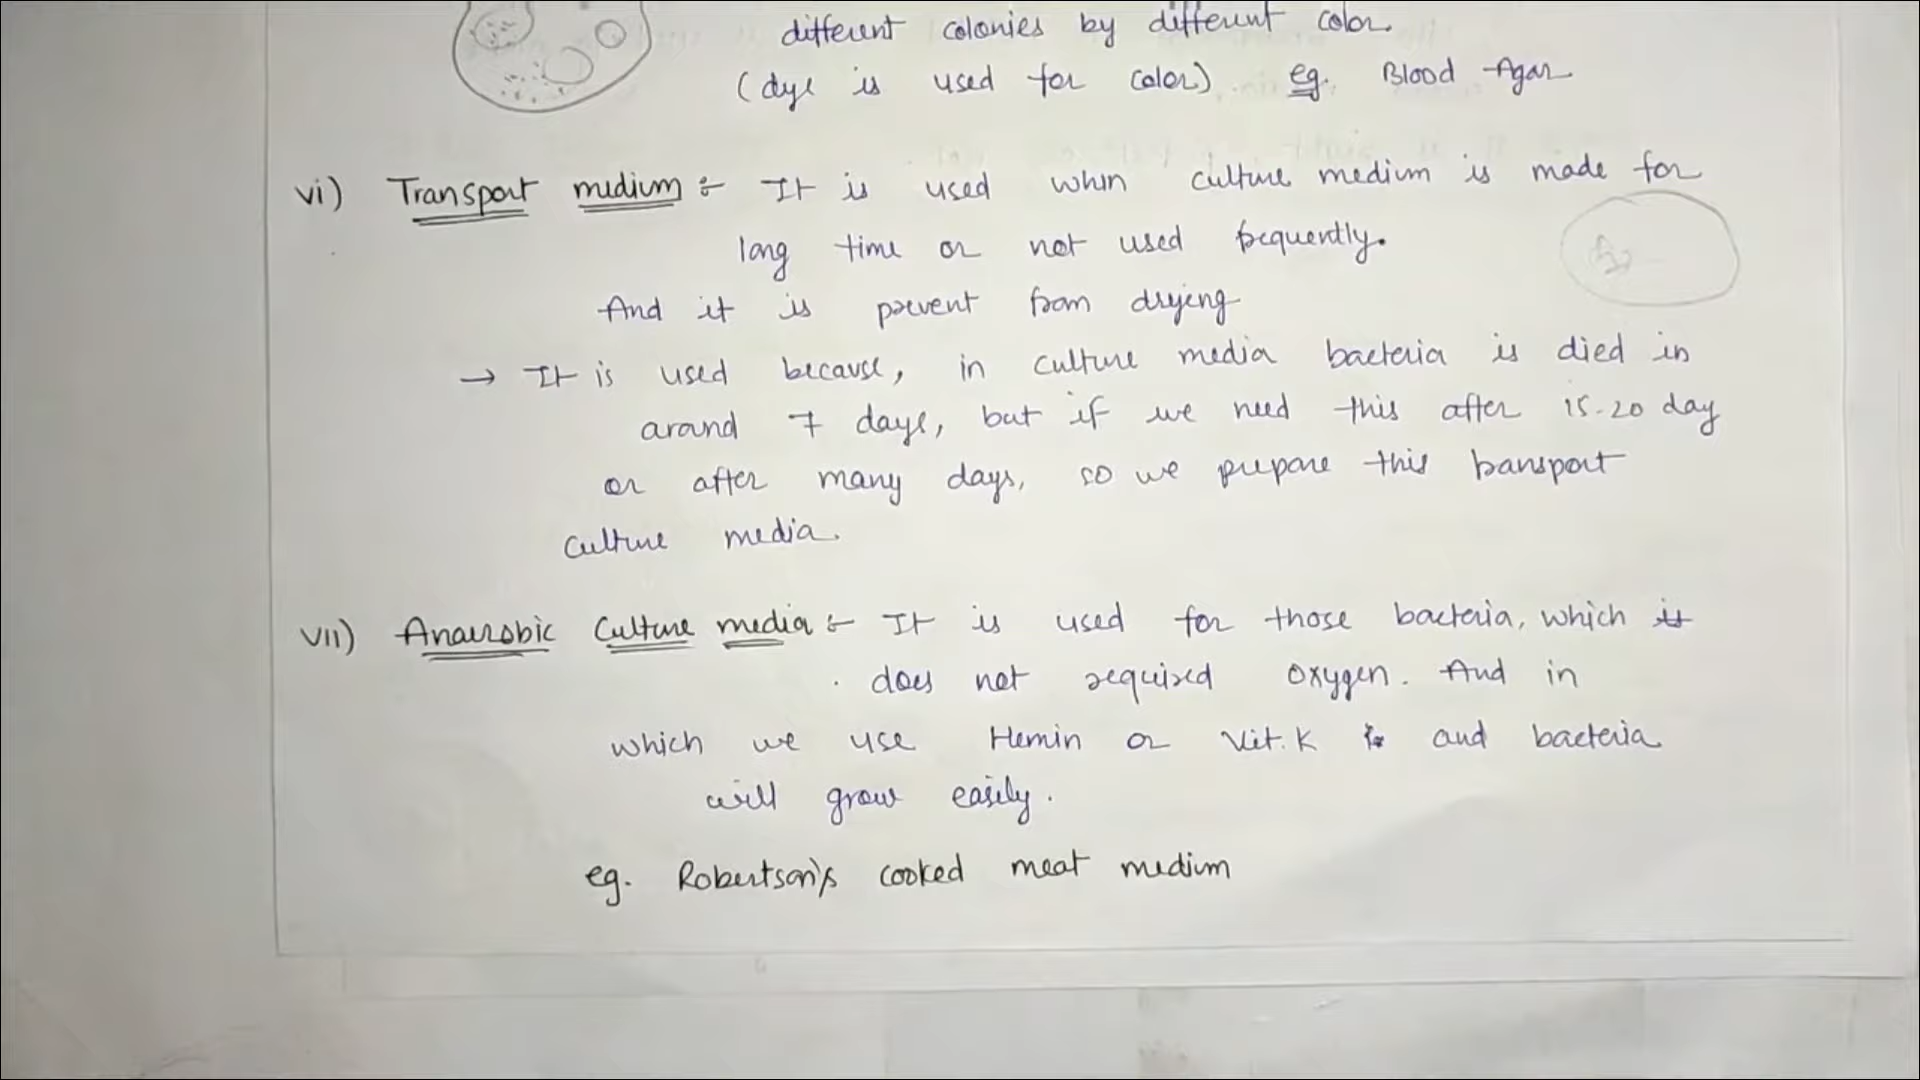 different colonies by different color
(dye is used for color) eg. Blood Agar
vi) Transport medium :- It is used when culture medium is made for
long time or not used frequently.
And it is prevent from drying
→ It is used because, in culture media bacteria is died in
around 7 days, but if we need this after 15-20 day
or after many days, so we prepare this transport
culture media.
vii) Anaerobic Culture media :- It is used for those bacteria, which is
does not required oxygen. And in
which we use Hemin or Vit. K and bacteria
will grow easily.
eg. Robertson's cooked meat medium